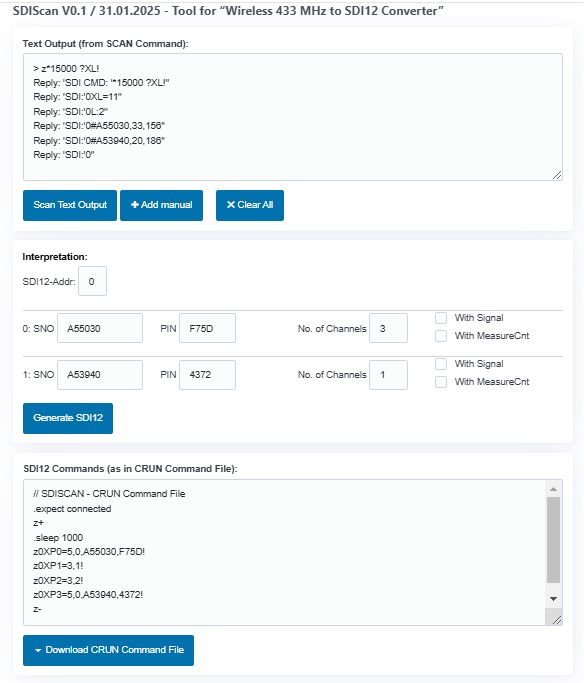 SDIScan V0.1 / 31.01.2025 - Tool for “Wireless 433 MHz to SDI12 Converter”
Text Output (from SCAN Command):
> z*15000 ?XL!
Reply: 'SDI CMD: '*15000 ?XL!"
Reply: 'SDI:'0XL=11"
Reply: 'SDI:'0L:2"
Reply: 'SDI:'0#A55030,33,156"
Reply: 'SDI:'0#A53940,20,186"
Reply: 'SDI:'0"
Scan Text Output
+ Add manual
✕ Clear All
Interpretation:
SDI12-Addr: 0
0: SNO A55030 PIN F75D No. of Channels 3
With Signal
With MeasureCnt
1: SNO A53940 PIN 4372 No. of Channels 1
With Signal
With MeasureCnt
Generate SDI12
SDI12 Commands (as in CRUN Command File):
// SDISCAN - CRUN Command File
.expect connected
z+
.sleep 1000
z0XP0=5,0,A55030,F75D!
z0XP1=3,1!
z0XP2=3,2!
z0XP3=5,0,A53940,4372!
z-
Download CRUN Command File